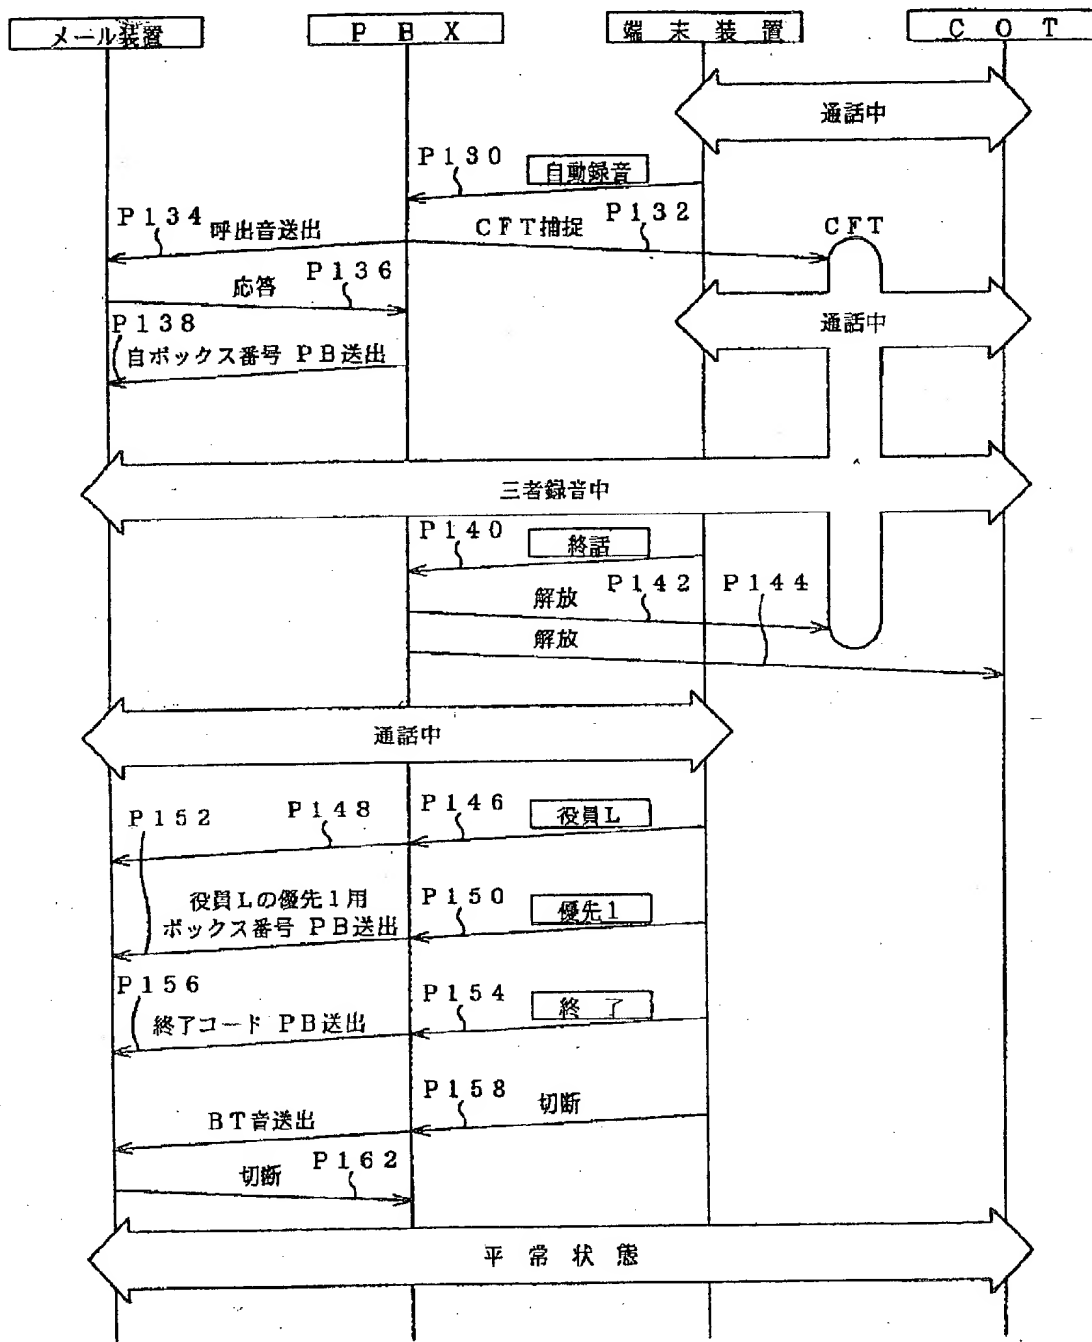 メール装置
PBX
端末装置
COT
通話中
P130
自動録音
P134
呼出音送出
CFT捕捉
P132
CFT
応答
P136
通話中
P138
自ボックス番号 PB送出
三者録音中
P140
終話
解放
P142
P144
解放
通話中
P152
P148
P146
役員L
役員Lの優先1用
ボックス番号 PB送出
P150
優先1
P156
終了コード PB送出
P154
終了
P158
切断
BT音送出
切断
P162
平常状態